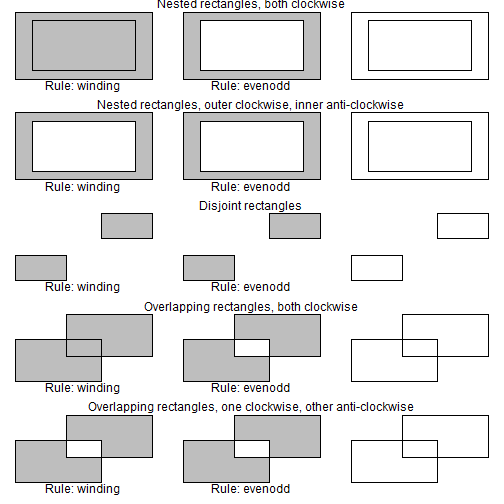 Nested rectangles, both clockwise
Rule: winding
Rule: evenodd
Nested rectangles, outer clockwise, inner anti-clockwise
Rule: winding
Rule: evenodd
Disjoint rectangles
Rule: winding
Rule: evenodd
Overlapping rectangles, both clockwise
Rule: winding
Rule: evenodd
Overlapping rectangles, one clockwise, other anti-clockwise
Rule: winding
Rule: evenodd